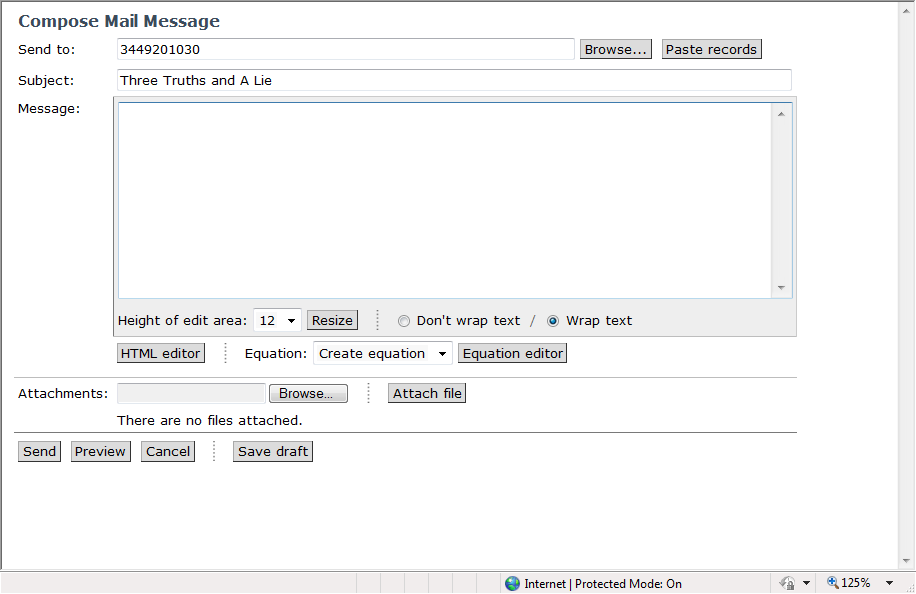 Compose Mail Message
Send to: 3449201030 Browse... Paste records
Subject: Three Truths and A Lie
Message:
Height of edit area: 12 Resize Don't wrap text / Wrap text
HTML editor Equation: Create equation Equation editor
Attachments: Browse... Attach file
There are no files attached.
Send Preview Cancel Save draft
Internet | Protected Mode: On 125%